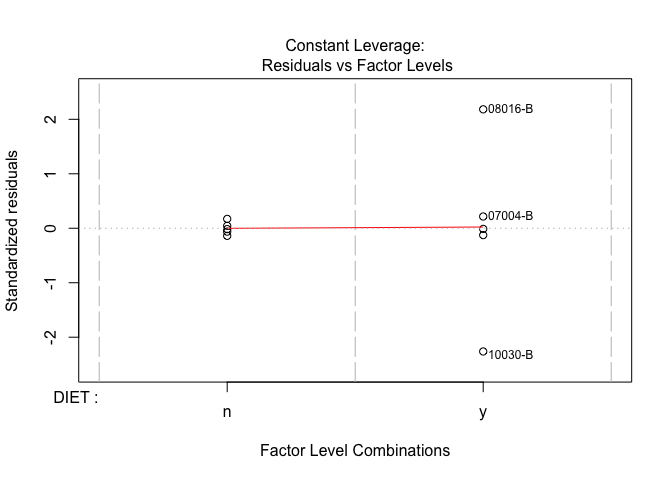 Constant Leverage:
Residuals vs Factor Levels
Standardized residuals
2
1
0
-1
-2
08016-B
07004-B
10030-B
DIET :
n
y
Factor Level Combinations